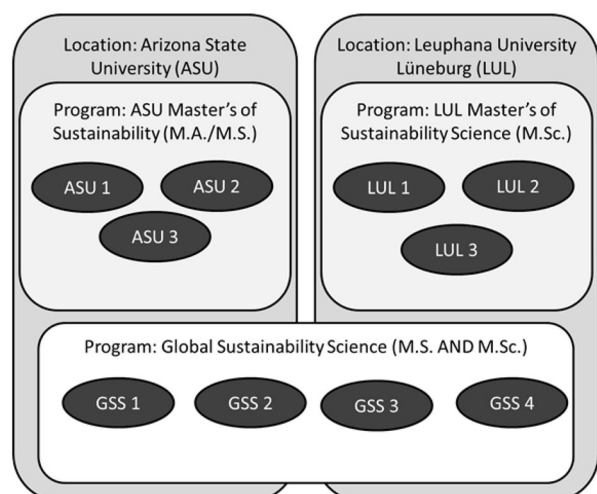 Location: Arizona State
University (ASU)
Program: ASU Master's of
Sustainability (M.A./M.S.)
ASU 1
ASU 2
ASU 3
Location: Leuphana University
Lüneburg (LUL)
Program: LUL Master's of
Sustainability Science (M.Sc.)
LUL 1
LUL 2
LUL 3
Program: Global Sustainability Science (M.S. AND M.Sc.)
GSS 1
GSS 2
GSS 3
GSS 4